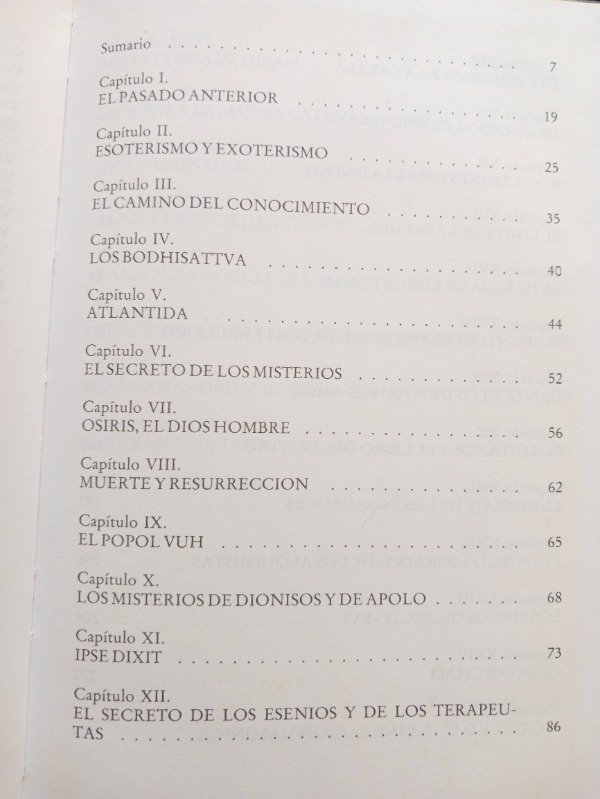 Sumario . . . . . . . . . . . . . . . . . . . . . . . . . . . . . . 7
Capítulo I.
EL PASADO ANTERIOR . . . . . . . . . . . . . . . . . 19
Capítulo II.
ESOTERISMO Y EXOTERISMO . . . . . . . . . . . . . 25
Capítulo III.
EL CAMINO DEL CONOCIMIENTO . . . . . . . . . . 35
Capítulo IV.
LOS BODHISATTVA . . . . . . . . . . . . . . . . . . . . 40
Capítulo V.
ATLANTIDA . . . . . . . . . . . . . . . . . . . . . . . . . 44
Capítulo VI.
EL SECRETO DE LOS MISTERIOS . . . . . . . . . . . . 52
Capítulo VII.
OSIRIS, EL DIOS HOMBRE . . . . . . . . . . . . . . . . 56
Capítulo VIII.
MUERTE Y RESURRECCION . . . . . . . . . . . . . . . 62
Capítulo IX.
EL POPOL VUH . . . . . . . . . . . . . . . . . . . . . . . 65
Capítulo X.
LOS MISTERIOS DE DIONISOS Y DE APOLO . . . . . . 68
Capítulo XI.
IPSE DIXIT . . . . . . . . . . . . . . . . . . . . . . . . . . 73
Capítulo XII.
EL SECRETO DE LOS ESENIOS Y DE LOS TERAPEU-
TAS . . . . . . . . . . . . . . . . . . . . . . . . . . . . . . 86